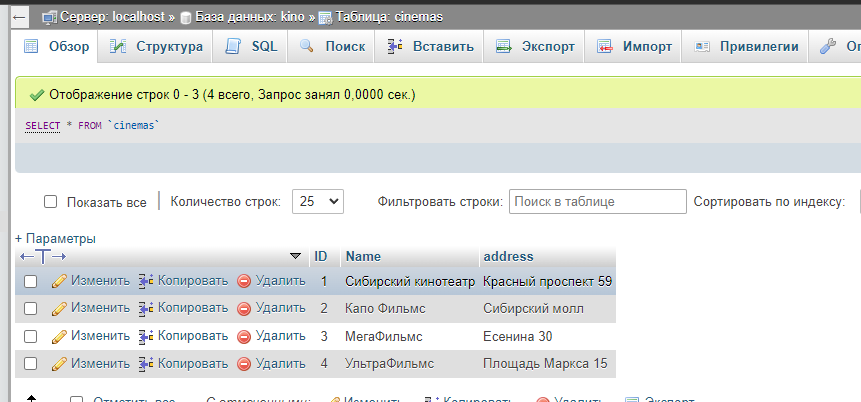 Сервер: localhost » База данных: kino » Таблица: cinemas
Обзор Структура SQL Поиск Вставить Экспорт Импорт Привилегии
Отображение строк 0 - 3 (4 всего, Запрос занял 0,0000 сек.)
SELECT * FROM `cinemas`
Показать все Количество строк: 25 Фильтровать строки: Поиск в таблице Сортировать по индексу:
+ Параметры
←T→ ID Name address
Изменить Копировать Удалить 1 Сибирский кинотеатр Красный проспект 59
Изменить Копировать Удалить 2 Капо Фильмс Сибирский молл
Изменить Копировать Удалить 3 МегаФильмс Есенина 30
Изменить Копировать Удалить 4 УльтраФильмс Площадь Маркса 15
Отметить все С отмеченными: Изменить Копировать Удалить Экспорт